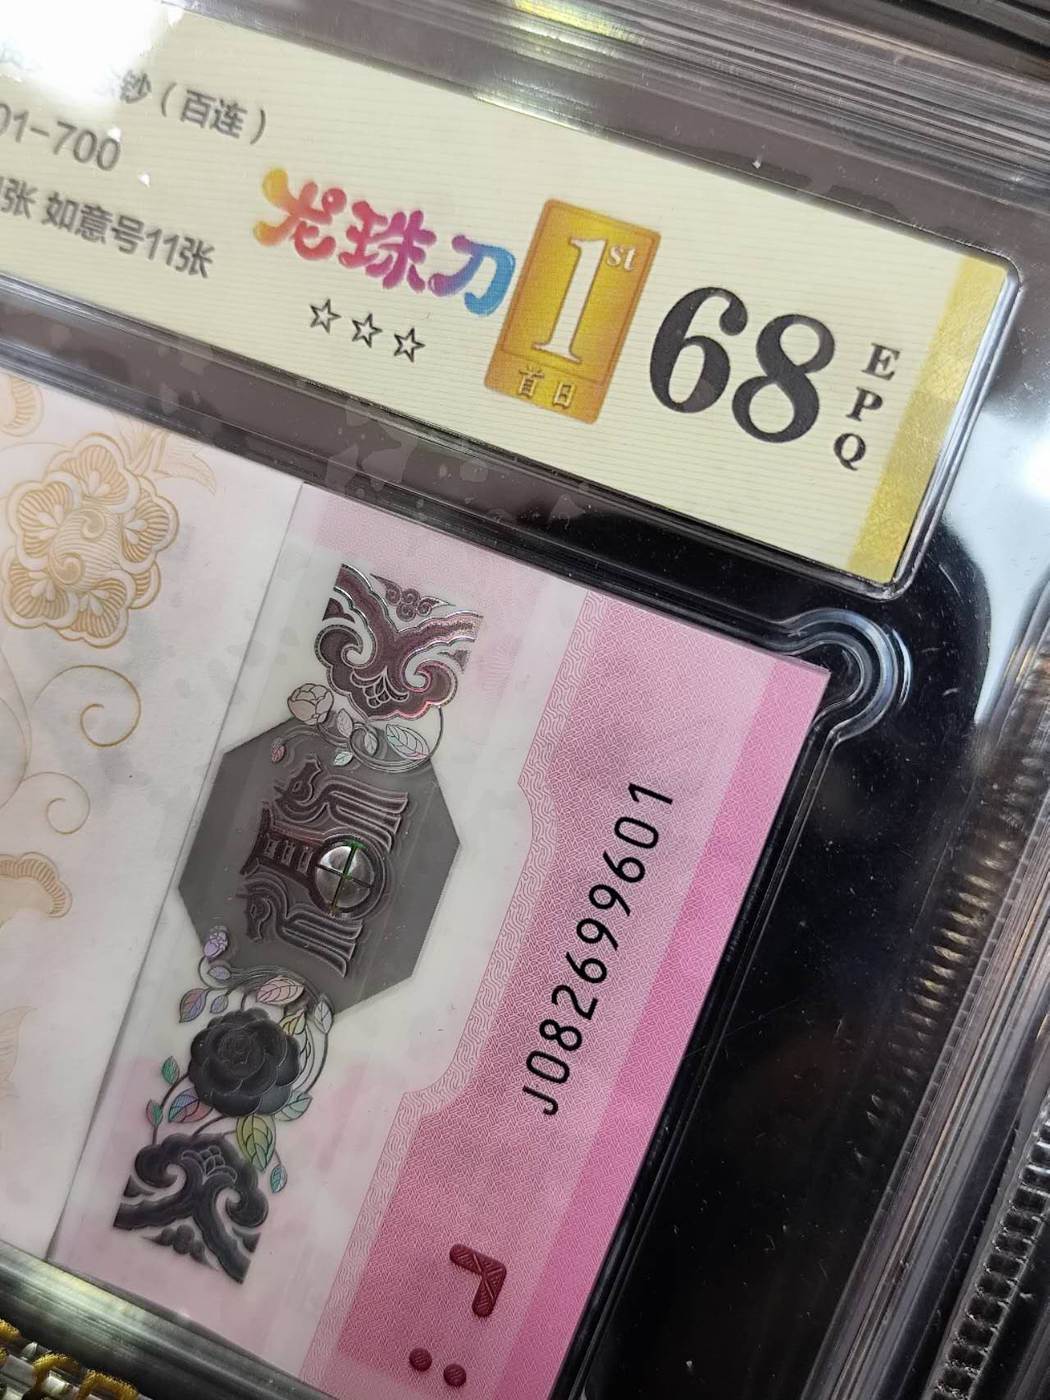 钞（百连）
01-700
张 如意号11张
龙珠刀
☆☆☆
1st
首日
68
EPQ
J082699601